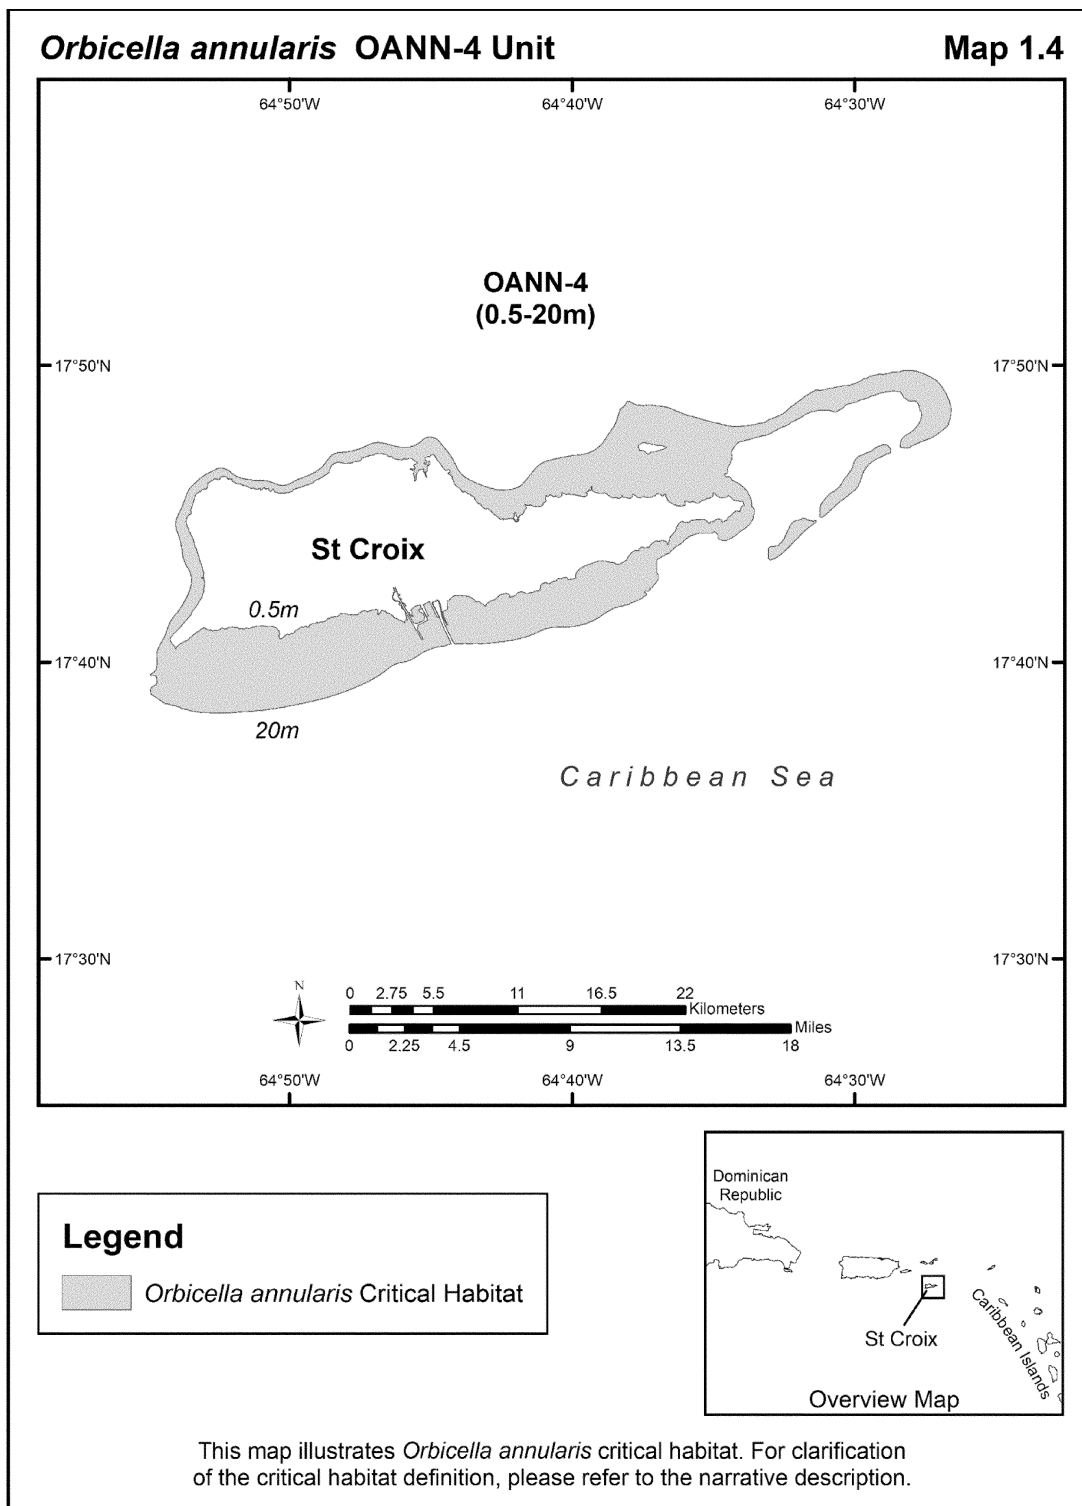 Orbicella annularis OANN-4 Unit
Map 1.4
64°50'W
64°40'W
64°30'W
OANN-4
(0.5-20m)
17°50'N
17°50'N
St Croix
0.5m
17°40'N
17°40'N
20m
Caribbean Sea
17°30'N
17°30'N
N
0 2.75 5.5 11 16.5 22
Kilometers
Miles
0 2.25 4.5 9 13.5 18
64°50'W
64°40'W
64°30'W
Legend
Orbicella annularis Critical Habitat
Dominican
Republic
St Croix
Caribbean Islands
Overview Map
This map illustrates Orbicella annularis critical habitat. For clarification
of the critical habitat definition, please refer to the narrative description.